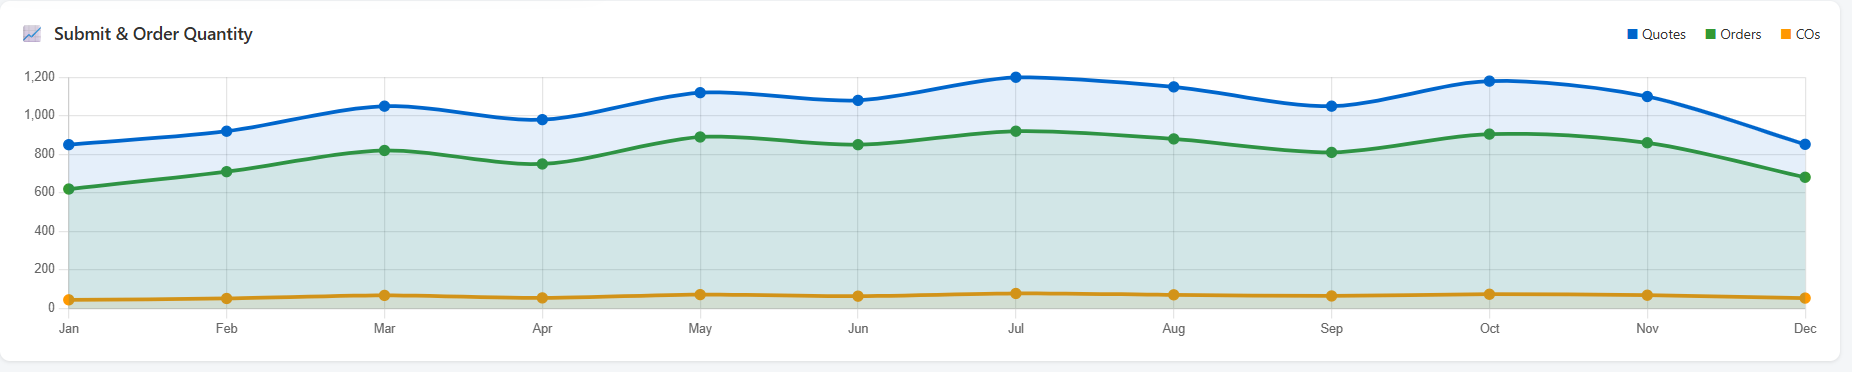 Submit & Order Quantity
Quotes Orders COs
1,200
1,000
800
600
400
200
0
Jan Feb Mar Apr May Jun Jul Aug Sep Oct Nov Dec